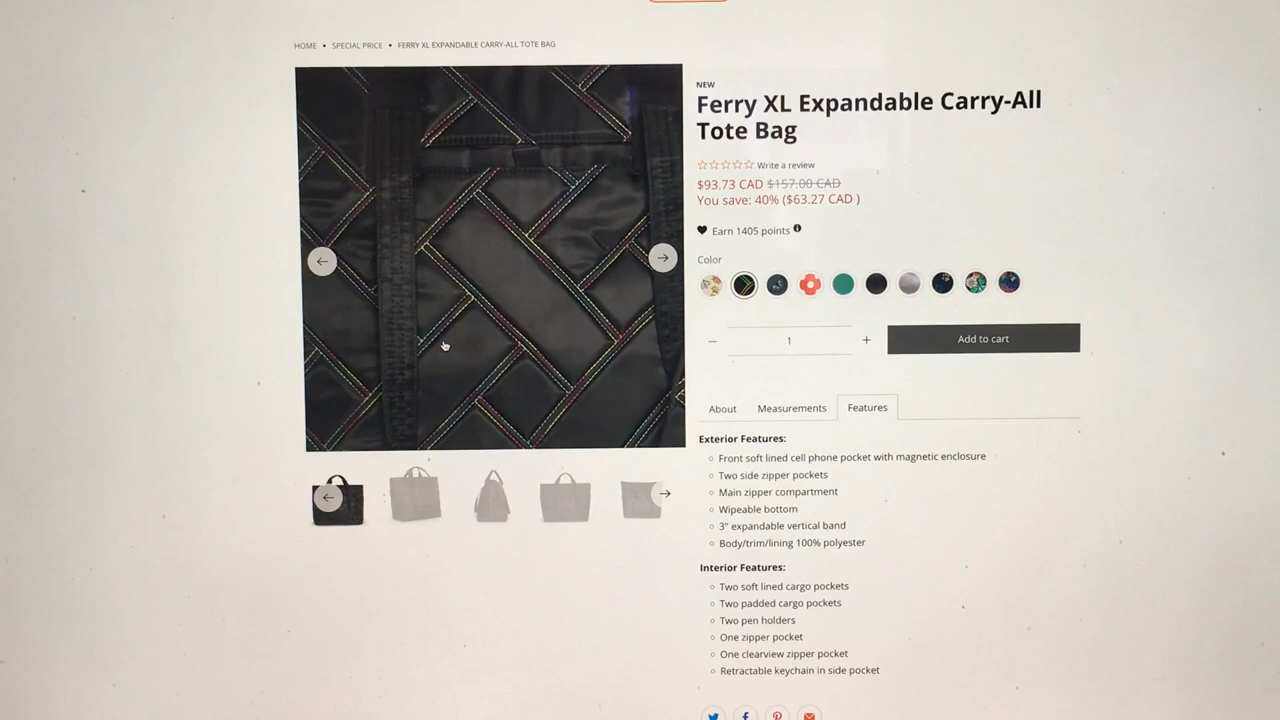 HOME • SPECIAL PRICE • FERRY XL EXPANDABLE CARRY-ALL TOTE BAG
NEW
Ferry XL Expandable Carry-All
Tote Bag
Write a review
$93.73 CAD $157.00 CAD
You save: 40% ($63.27 CAD )
Earn 1405 points
Color
− 1 + Add to cart
About Measurements Features
Exterior Features:
Front soft lined cell phone pocket with magnetic enclosure
Two side zipper pockets
Main zipper compartment
Wipeable bottom
3" expandable vertical band
Body/trim/lining 100% polyester
Interior Features:
Two soft lined cargo pockets
Two padded cargo pockets
Two pen holders
One zipper pocket
One clearview zipper pocket
Retractable keychain in side pocket